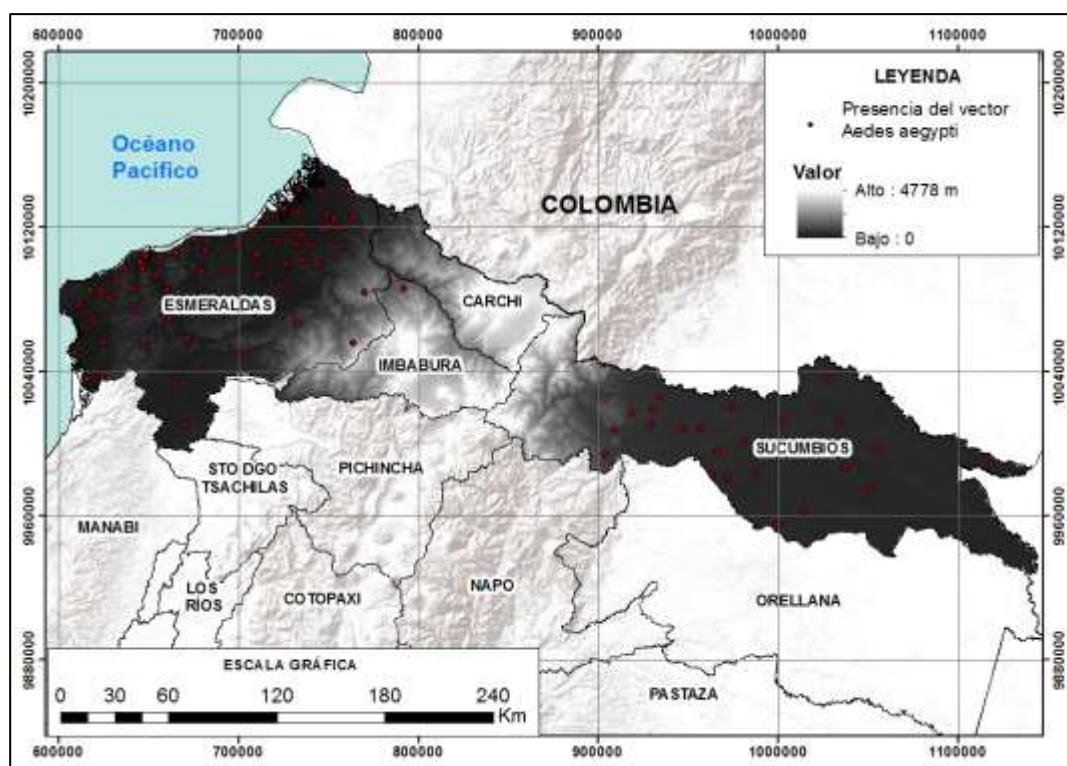 600000 700000 800000 900000 1000000 1100000
10200000
10200000
LEYENDA
Presencia del vector
Aedes aegypti
Valor
Alto : 4778 m
Bajo : 0
Océano
Pacífico
COLOMBIA
10120000
10120000
ESMERALDAS
CARCHI
IMBABURA
10040000
10040000
SUCUMBIOS
STO DGO
TSACHILAS
PICHINCHA
MANABI
9960000
9960000
LOS
RÍOS
COTOPAXI
NAPO
ORELLANA
9880000
9880000
PASTAZA
ESCALA GRÁFICA
0 30 60 120 180 240
Km
600000 700000 800000 900000 1000000 1100000